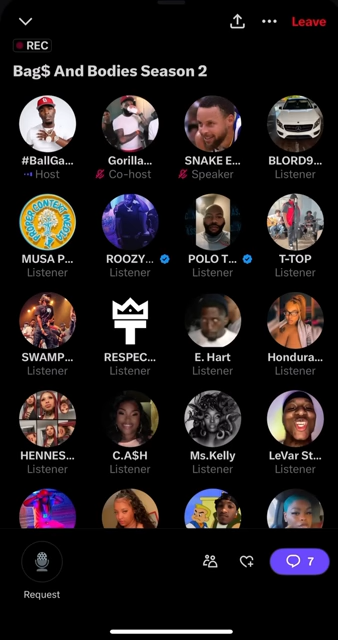 Leave
REC
Bag$ And Bodies Season 2
#BallGa... Gorilla... SNAKE E... BLORD9...
Host Co-host Speaker Listener
MUSA P... ROOZY... POLO T... T-TOP
Listener Listener Listener Listener
SWAMP... RESPEC... E. Hart Hondura...
Listener Listener Listener Listener
HENNES... C.A$H Ms.Kelly LeVar St...
Listener Listener Listener Listener
7
Request